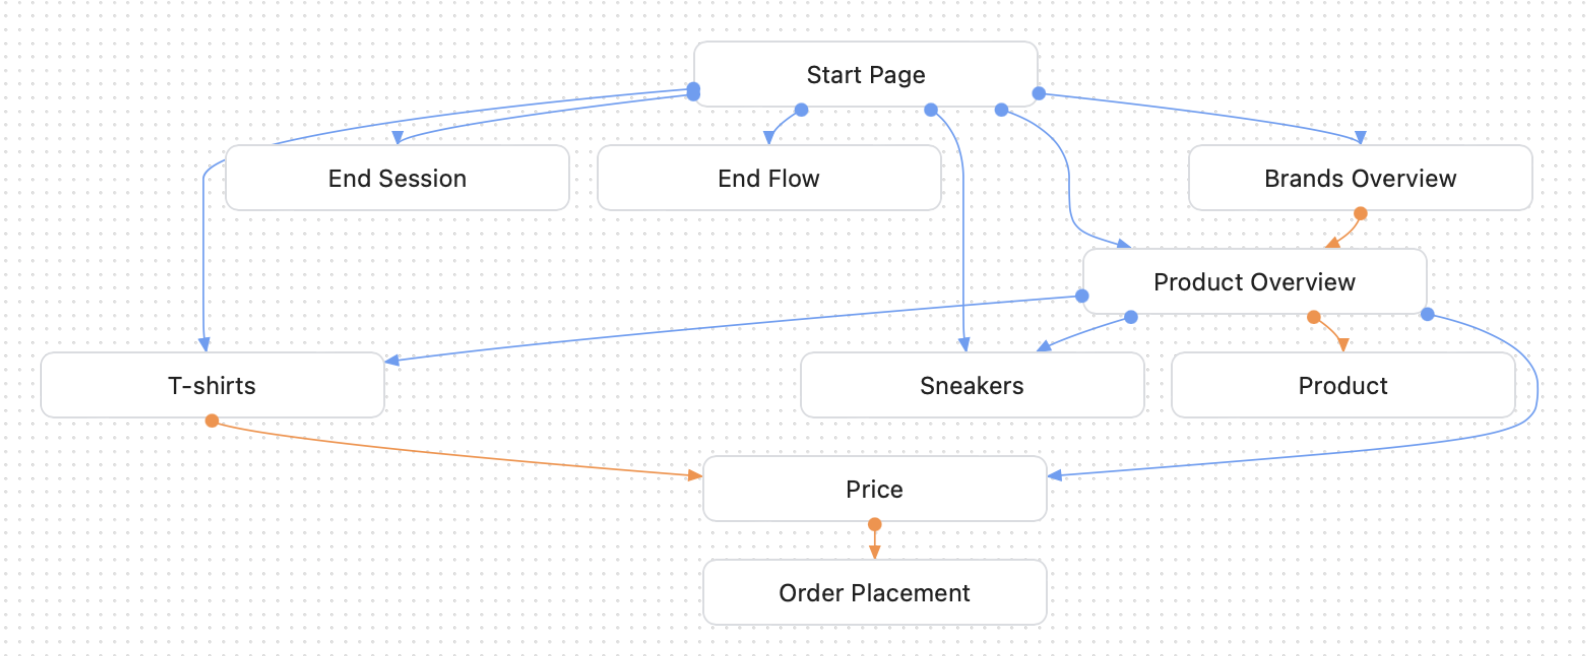 Start Page
End Session
End Flow
Brands Overview
Product Overview
T-shirts
Sneakers
Product
Price
Order Placement